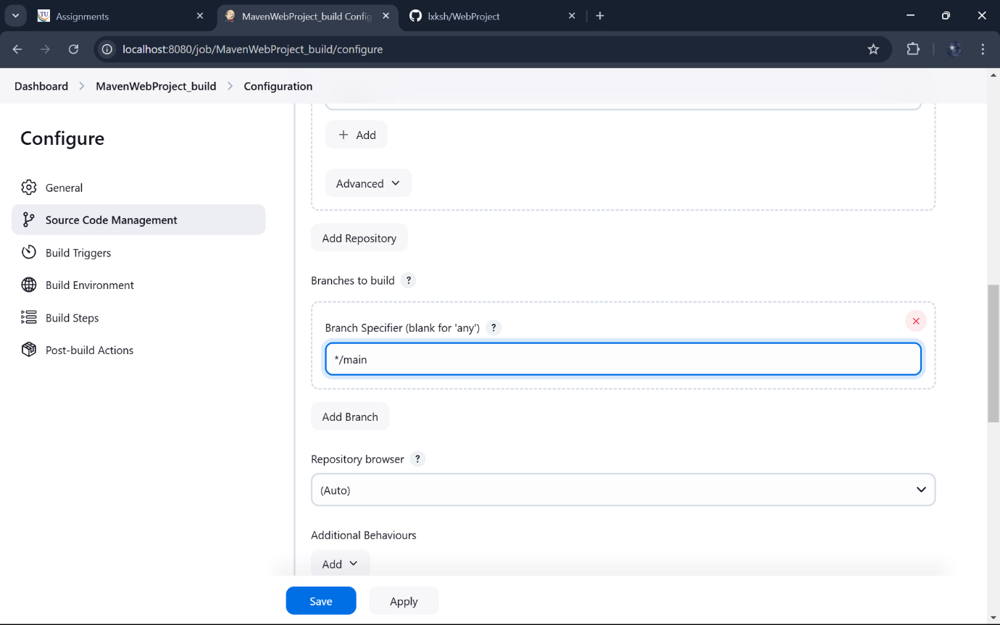 Assignments
MavenWebProject_build Config
lxksh/WebProject
localhost:8080/job/MavenWebProject_build/configure
Dashboard > MavenWebProject_build > Configuration
Configure
General
Source Code Management
Build Triggers
Build Environment
Build Steps
Post-build Actions
+ Add
Advanced
Add Repository
Branches to build ?
Branch Specifier (blank for 'any') ?
*/main
Add Branch
Repository browser ?
(Auto)
Additional Behaviours
Add
Save Apply